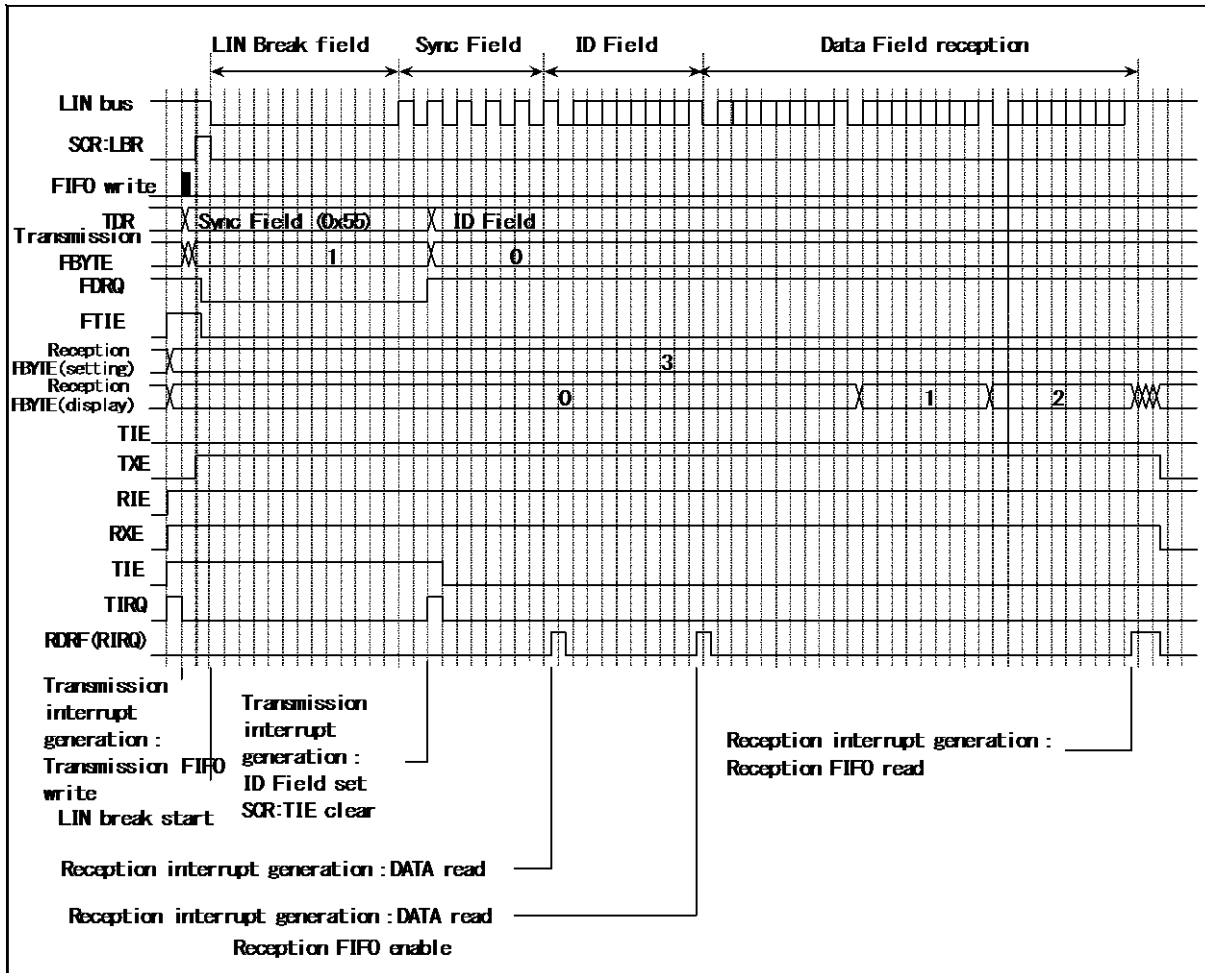 LIN Break field Sync Field ID Field Data Field reception
LIN bus
SCR:LBR
FIFO write
TDR Sync Field (0x55) ID Field
Transmission
FBYTE 1 0
FDRQ
FTIE
Reception
FBYTE(setting) 3
Reception
FBYTE(display) 0 1 2
TIE
TXE
RIE
RXE
TIE
TIRQ
RDRF(RIRQ)
Transmission
interrupt
generation :
Transmission FIFO
write
LIN break start
Transmission
interrupt
generation :
ID Field set
SCR:TIE clear
Reception interrupt generation :
Reception FIFO read
Reception interrupt generation : DATA read
Reception interrupt generation : DATA read
Reception FIFO enable